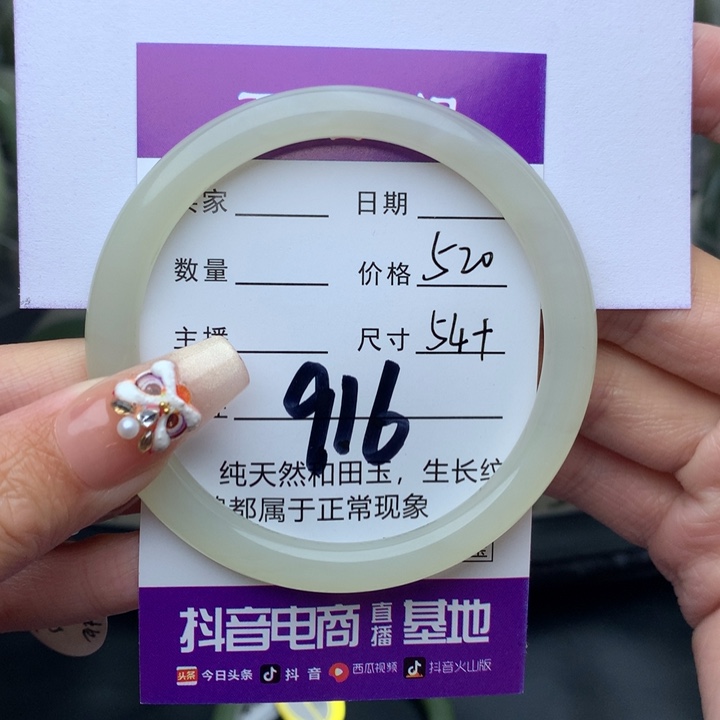 家
日期
数量
价格 520
主播
尺寸 54+
916
纯天然和田玉，生长纹
都属于正常现象
抖音电商直播基地
头条 今日头条 抖音 西瓜视频 抖音火山版